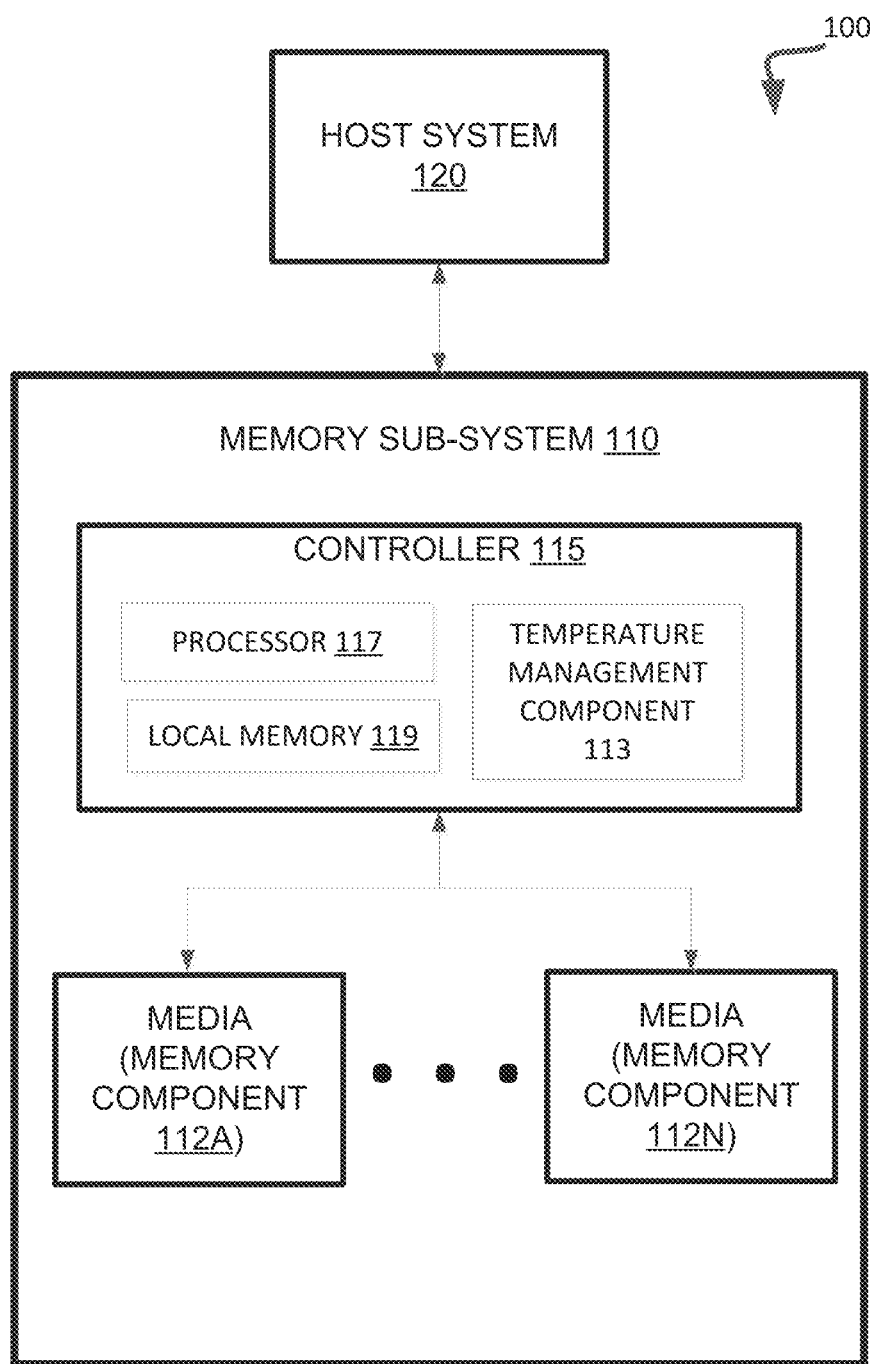 100
HOST SYSTEM
120
MEMORY SUB-SYSTEM 110
CONTROLLER 115
PROCESSOR 117
LOCAL MEMORY 119
TEMPERATURE
MANAGEMENT
COMPONENT
113
MEDIA
(MEMORY
COMPONENT
112A)
MEDIA
(MEMORY
COMPONENT
112N)